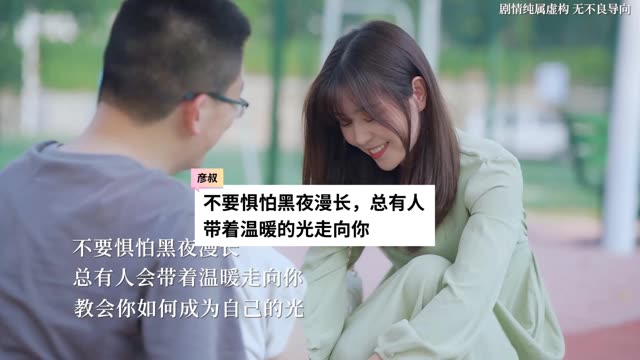 剧情纯属虚构 无不良导向
彦叔
不要惧怕黑夜漫长，总有人
带着温暖的光走向你
不要惧怕黑夜漫长
总有人会带着温暖走向你
教会你如何成为自己的光